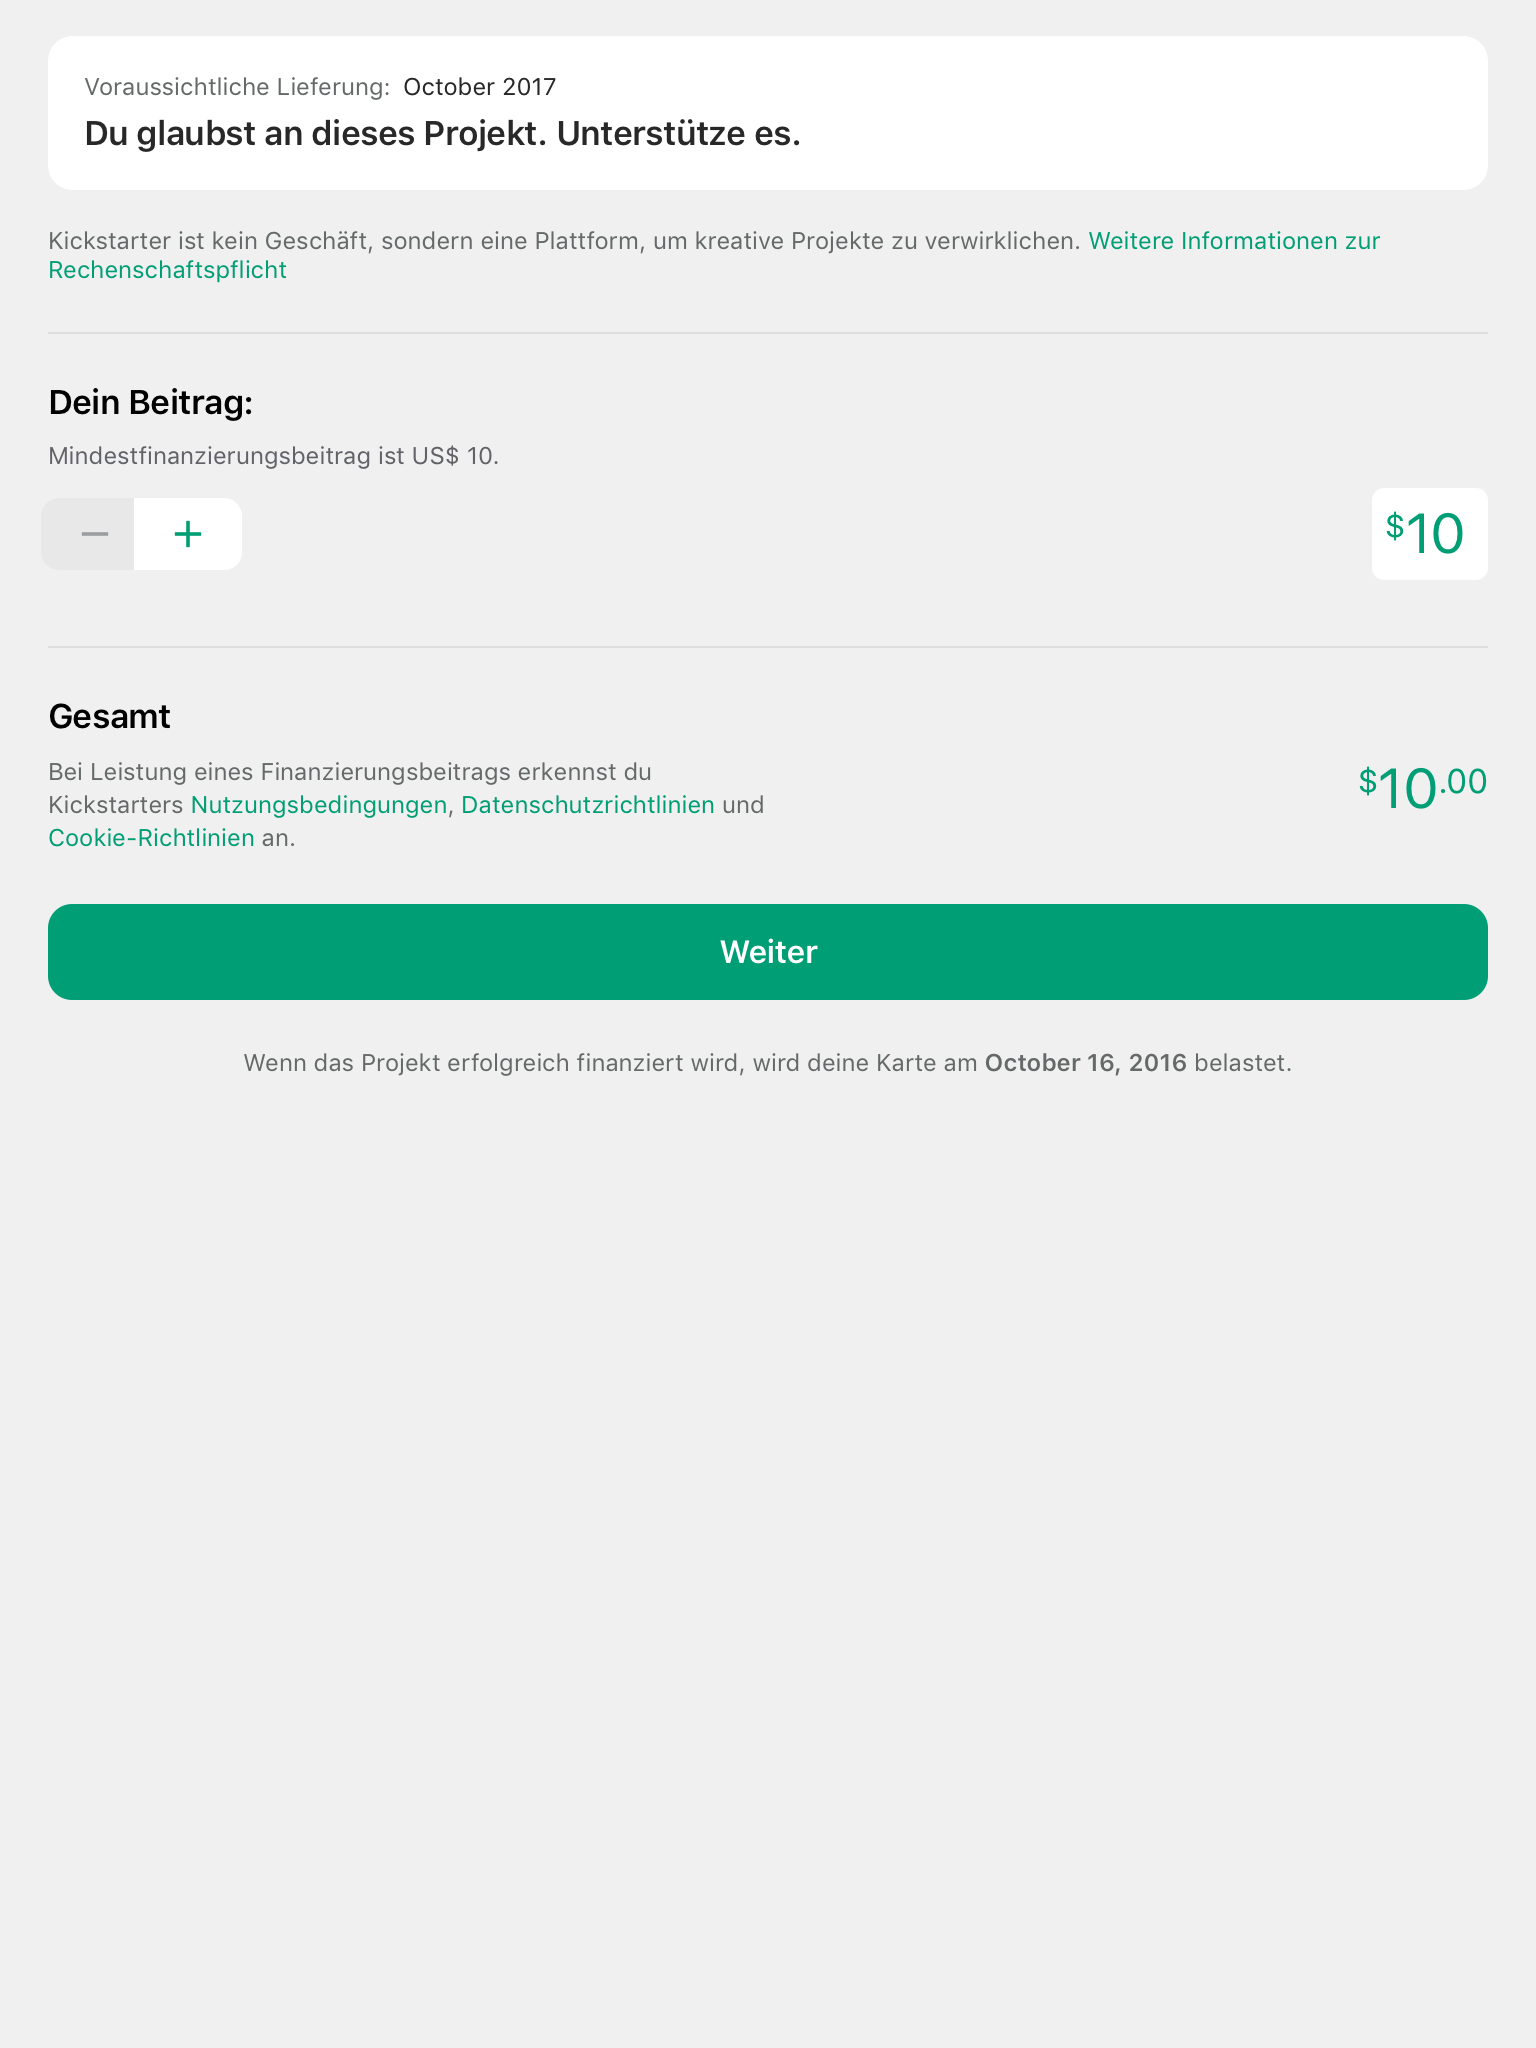 Voraussichtliche Lieferung: October 2017
Du glaubst an dieses Projekt. Unterstütze es.
Kickstarter ist kein Geschäft, sondern eine Plattform, um kreative Projekte zu verwirklichen. Weitere Informationen zur
Rechenschaftspflicht
Dein Beitrag:
Mindestfinanzierungsbeitrag ist US$ 10.
− +
$10
Gesamt
Bei Leistung eines Finanzierungsbeitrags erkennst du
Kickstarters Nutzungsbedingungen, Datenschutzrichtlinien und
Cookie-Richtlinien an.
$10.00
Weiter
Wenn das Projekt erfolgreich finanziert wird, wird deine Karte am October 16, 2016 belastet.